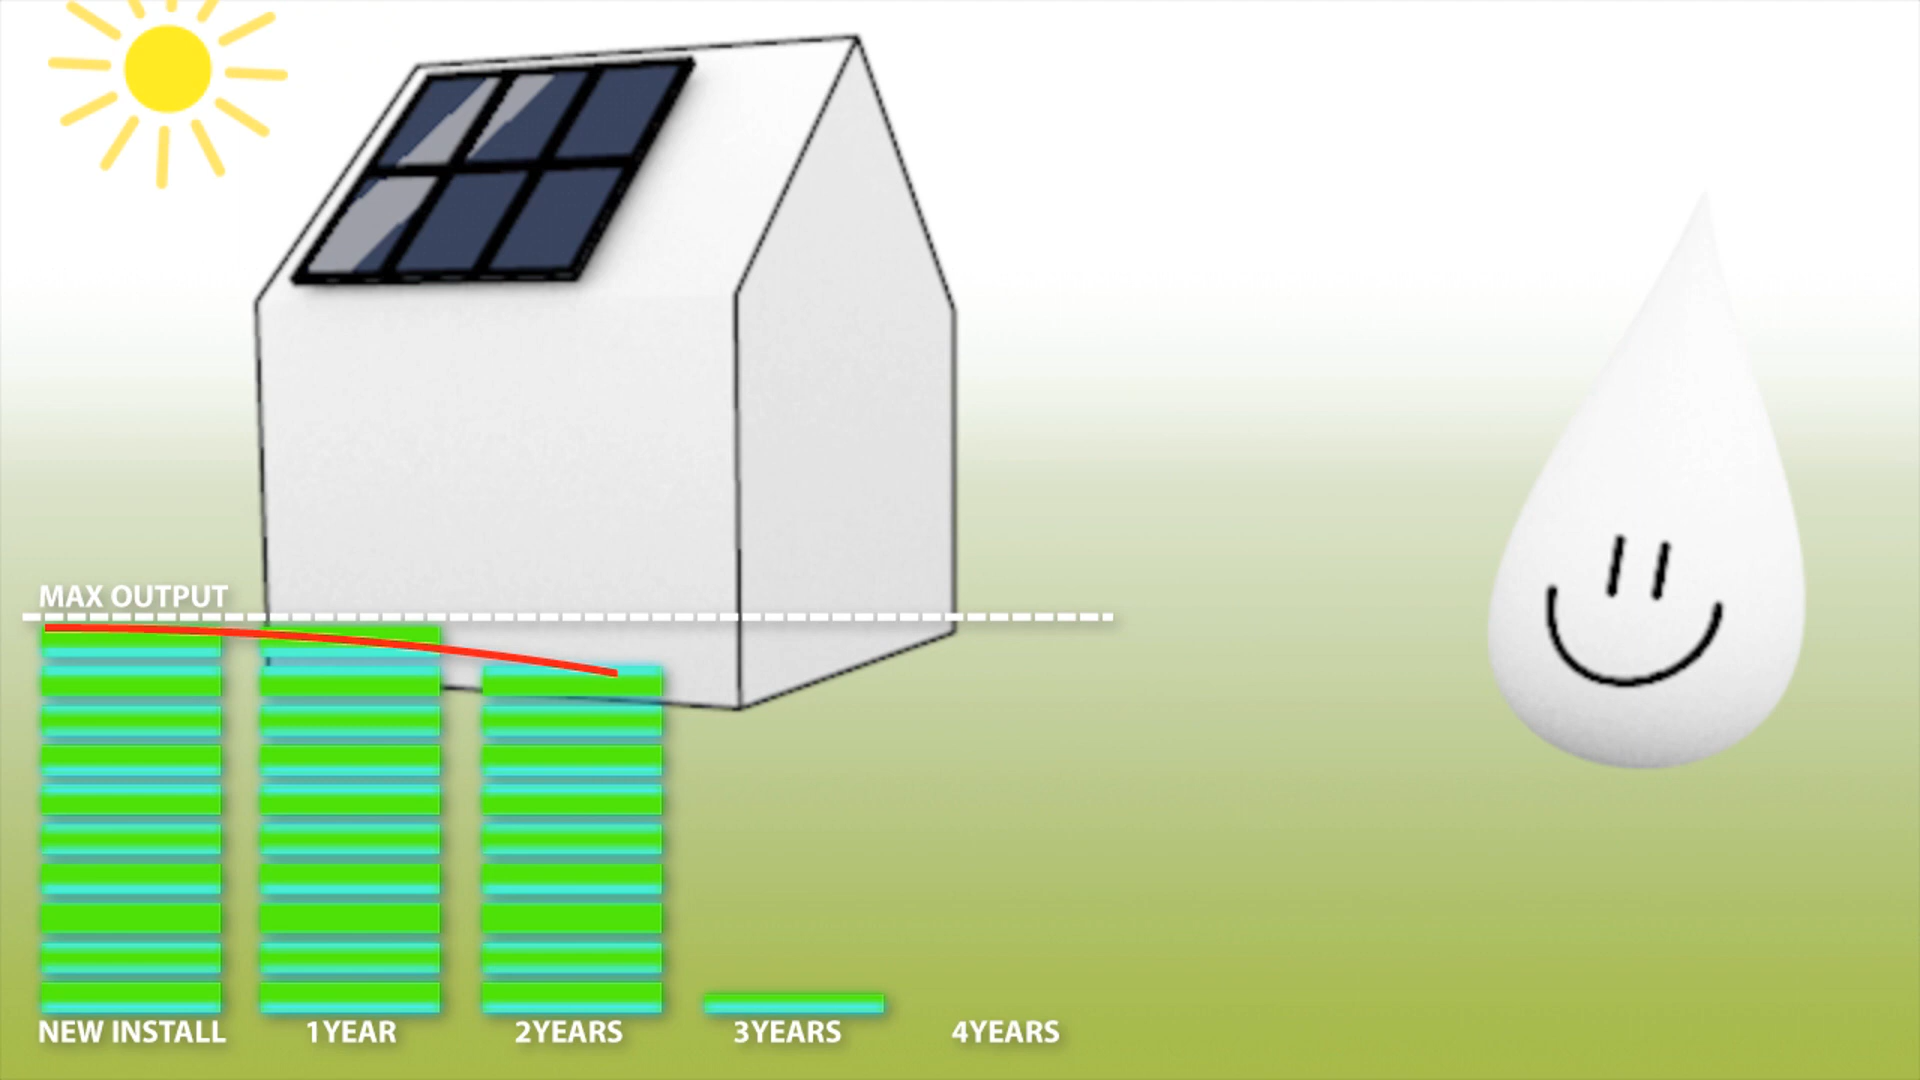 MAX OUTPUT
NEW INSTALL
1YEAR
2YEARS
3YEARS
4YEARS